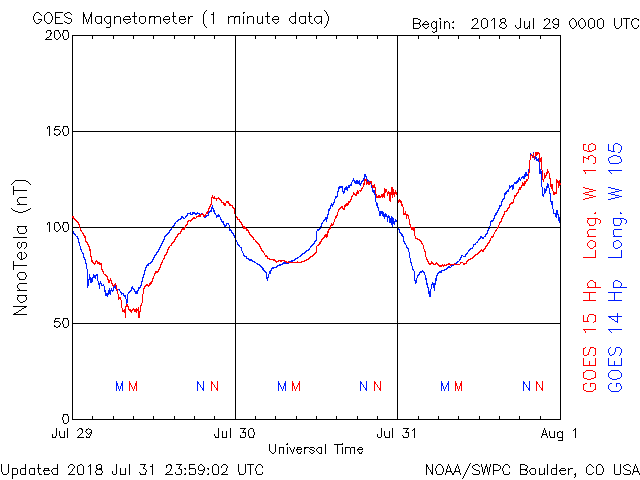 GOES Magnetometer (1 minute data)
Begin: 2018 Jul 29 0000 UTC
200
150
100
50
0
NanoTesla (nT)
M M N N M M N N M M N N
Jul 29 Jul 30 Jul 31 Aug 1
Universal Time
GOES 15 Hp Long. W 136
GOES 14 Hp Long. W 105
Updated 2018 Jul 31 23:59:02 UTC
NOAA/SWPC Boulder, CO USA